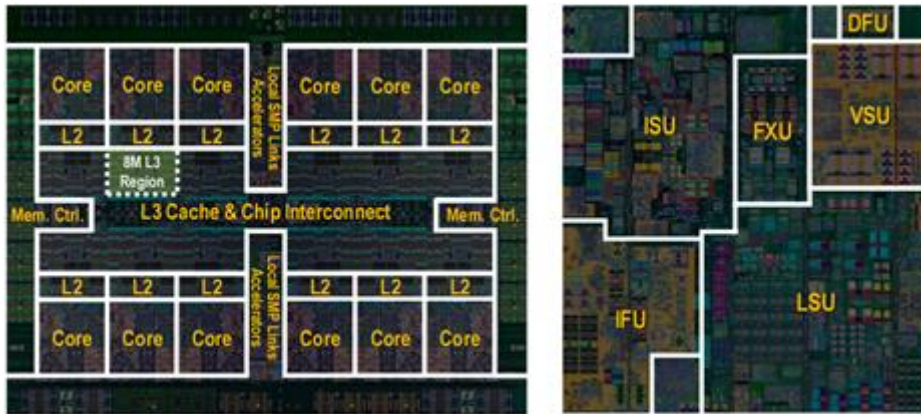 Core Core Core Core Core Core
L2 L2 L2 L2 L2 L2
Local SMP Links
Accelerators
8M L3
Region
Mem. Ctrl. L3 Cache & Chip Interconnect Mem. Ctrl.
Local SMP Links
Accelerators
L2 L2 L2 L2 L2 L2
Core Core Core Core Core Core
DFU
ISU FXU VSU
IFU LSU